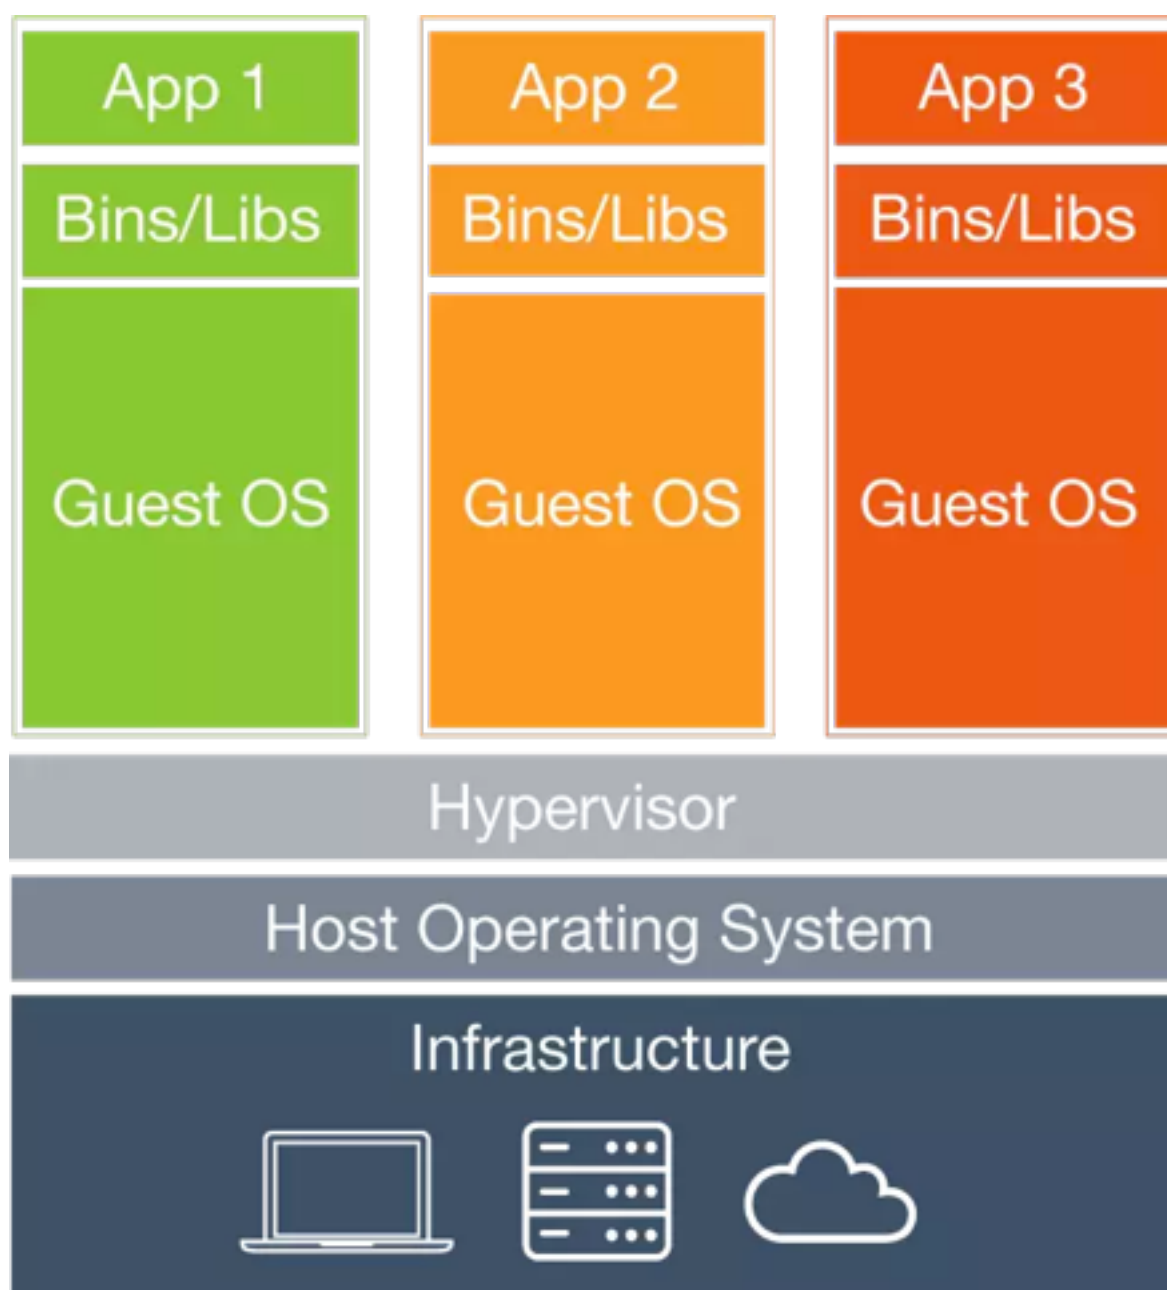 App 1
App 2
App 3
Bins/Libs
Bins/Libs
Bins/Libs
Guest OS
Guest OS
Guest OS
Hypervisor
Host Operating System
Infrastructure